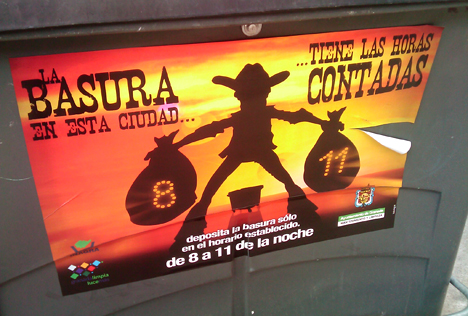 LA
BASURA
EN ESTA CIUDAD...
...TIENE LAS HORAS
CONTADAS
8
11
deposita la basura sólo
en el horario establecido.
de 8 a 11 de la noche